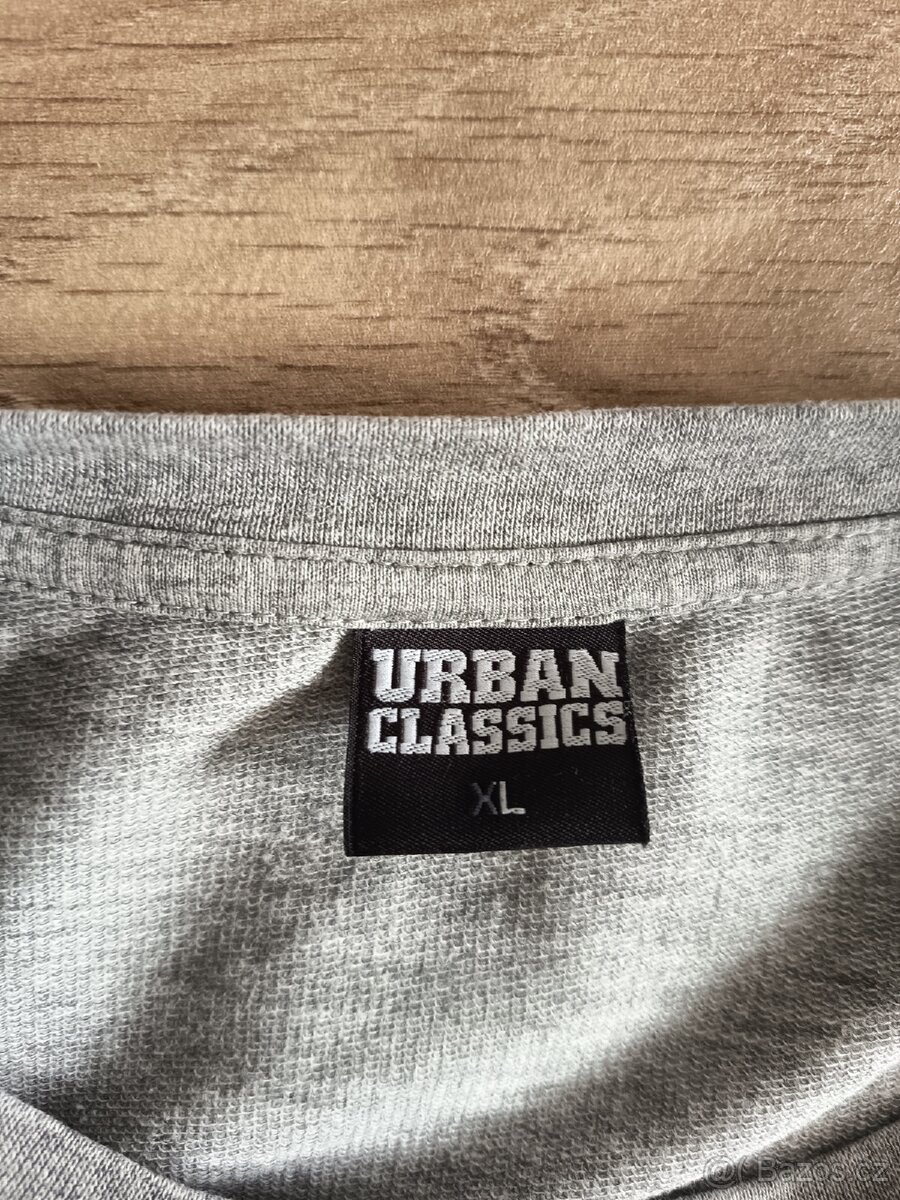 URBAN
CLASSICS
XL
@ Bazos.cz